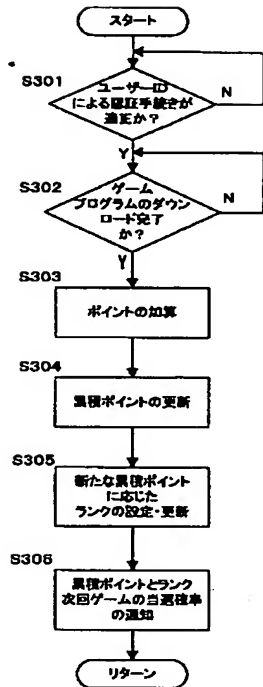 スタート
S301
ユーザーID
による認証手続きが
適正か?
N
Y
S302
ゲーム
プログラムのダウン
ロード完了
か?
N
Y
S303
ポイントの加算
S304
累積ポイントの更新
S305
新たな累積ポイント
に応じた
ランクの設定・更新
S306
累積ポイントとランク
次回ゲームの当選確率
の通知
リターン